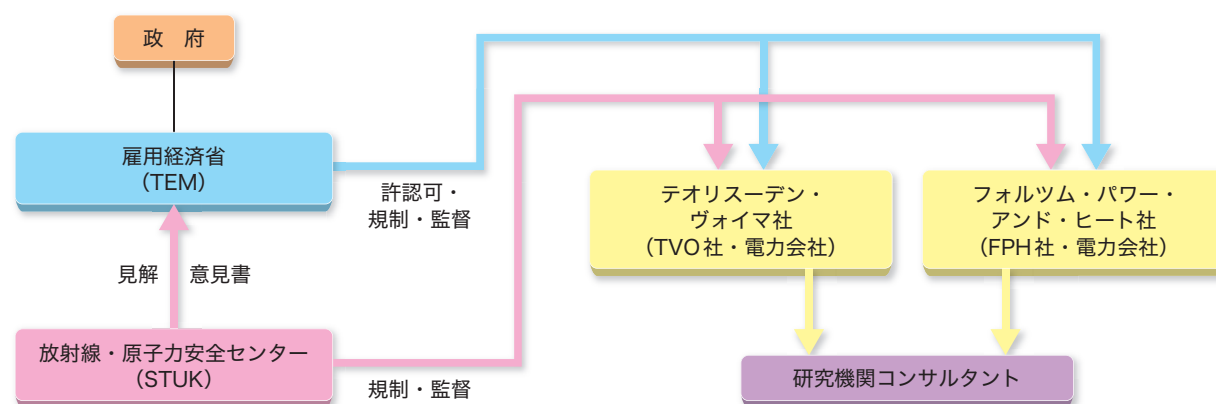 政　府
雇用経済省
（TEM）
許認可・
規制・監督
見解
意見書
放射線・原子力安全センター
（STUK）
規制・監督
テオリスーデン・
ヴォイマ社
（TVO社・電力会社）
フォルツム・パワー・
アンド・ヒート社
（FPH社・電力会社）
研究機関コンサルタント